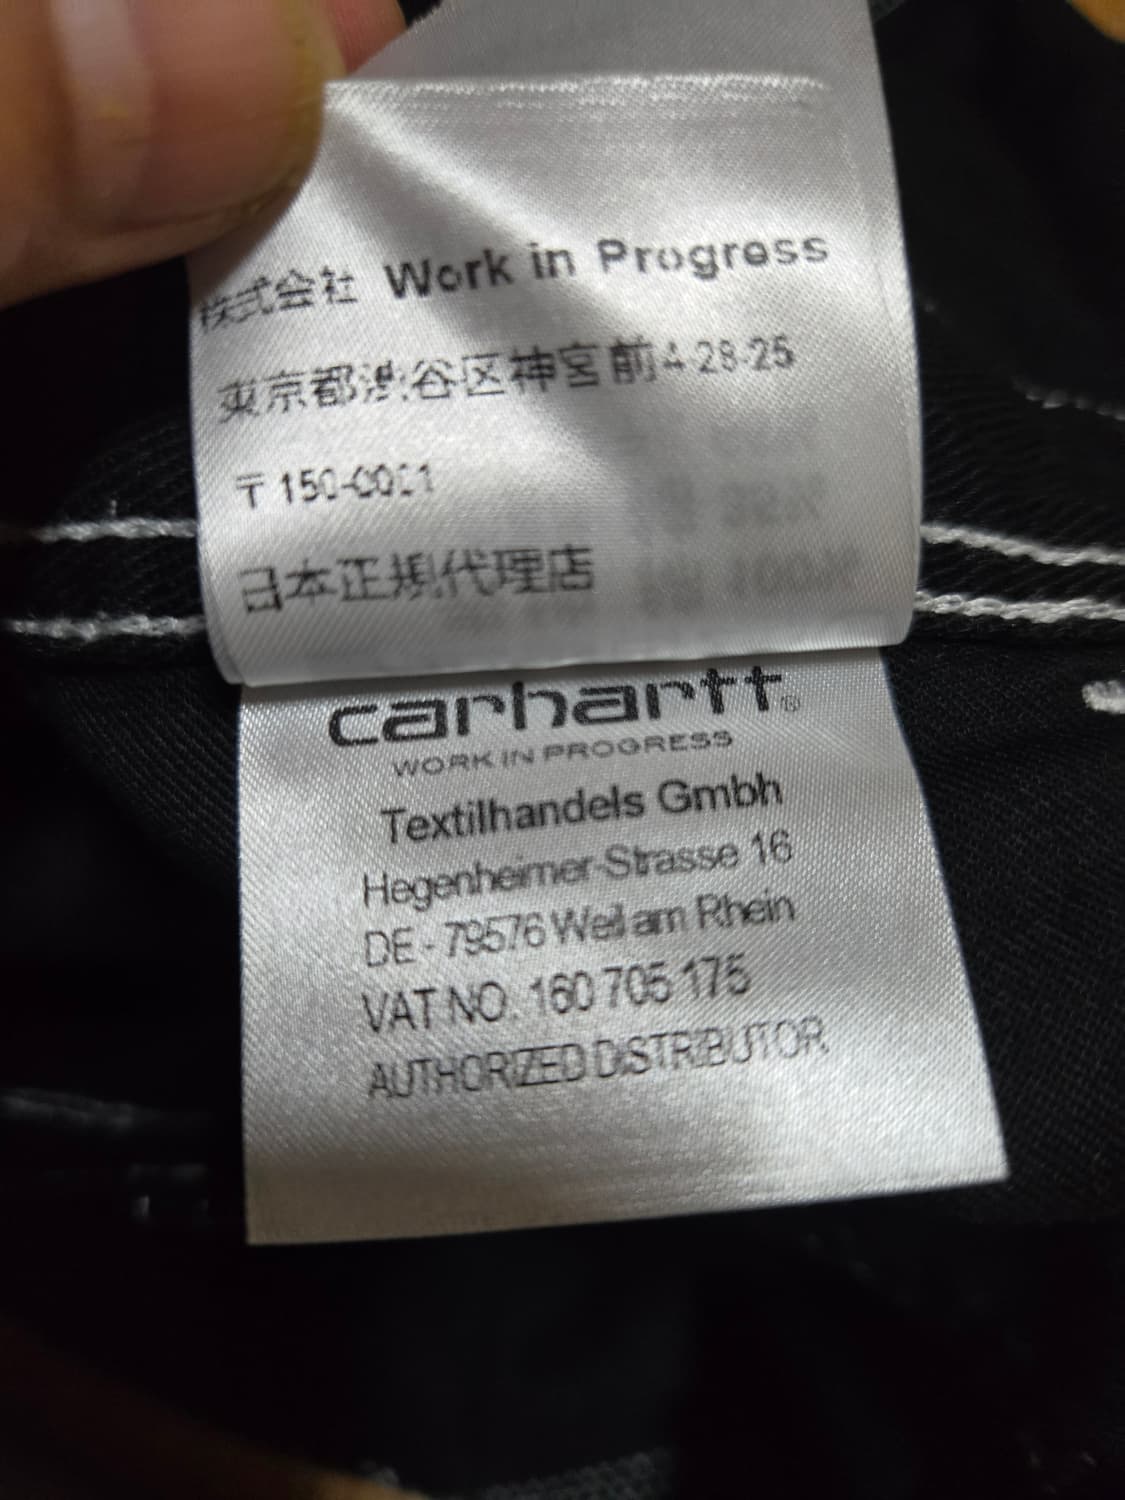 株式会社 Work in Progress
東京都渋谷区神宮前4-28-25
〒150-0001
日本正規代理店
carhartt®
WORK IN PROGRESS
Textilhandels Gmbh
Hegenheimer-Strasse 16
DE - 79576 Weil am Rhein
VAT NO. 160 705 175
AUTHORIZED DISTRIBUTOR